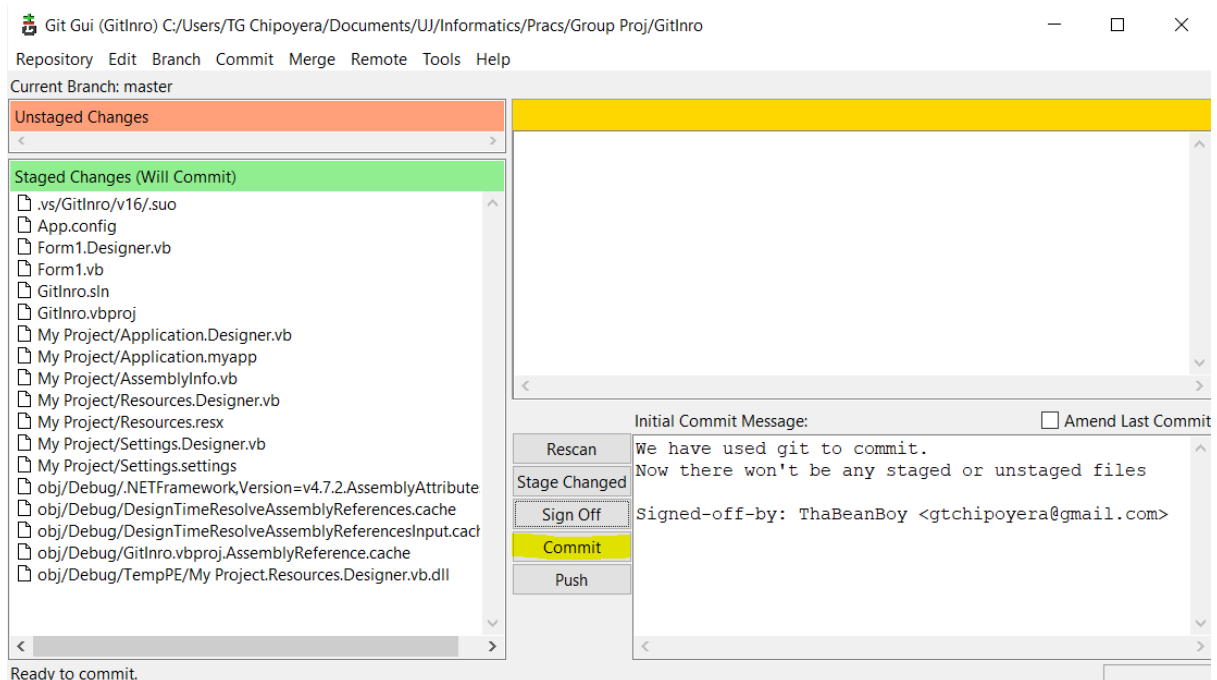 Git Gui (GitInro) C:/Users/TG Chipoyera/Documents/UJ/Informatics/Pracs/Group Proj/GitInro
Repository Edit Branch Commit Merge Remote Tools Help
Current Branch: master
Unstaged Changes
Staged Changes (Will Commit)
.vs/GitInro/v16/.suo
App.config
Form1.Designer.vb
Form1.vb
GitInro.sln
GitInro.vbproj
My Project/Application.Designer.vb
My Project/Application.myapp
My Project/AssemblyInfo.vb
My Project/Resources.Designer.vb
My Project/Resources.resx
My Project/Settings.Designer.vb
My Project/Settings.settings
obj/Debug/.NETFramework,Version=v4.7.2.AssemblyAttribute
obj/Debug/DesignTimeResolveAssemblyReferences.cache
obj/Debug/DesignTimeResolveAssemblyReferencesInput.cach
obj/Debug/GitInro.vbproj.AssemblyReference.cache
obj/Debug/TempPE/My Project.Resources.Designer.vb.dll
Initial Commit Message:
Amend Last Commit
Rescan
Stage Changed
Sign Off
Commit
Push
We have used git to commit.
Now there won't be any staged or unstaged files
Signed-off-by: ThaBeanBoy <gtchipoyera@gmail.com>
Ready to commit.